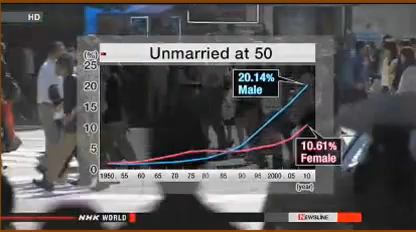 HD
Unmarried at 50
(%)
25
20
15
10
5
0
20.14%
Male
10.61%
Female
1950 55 60 65 70 75 80 85 90 95 2000 05 10
(year)
NHK WORLD
NEWSLINE